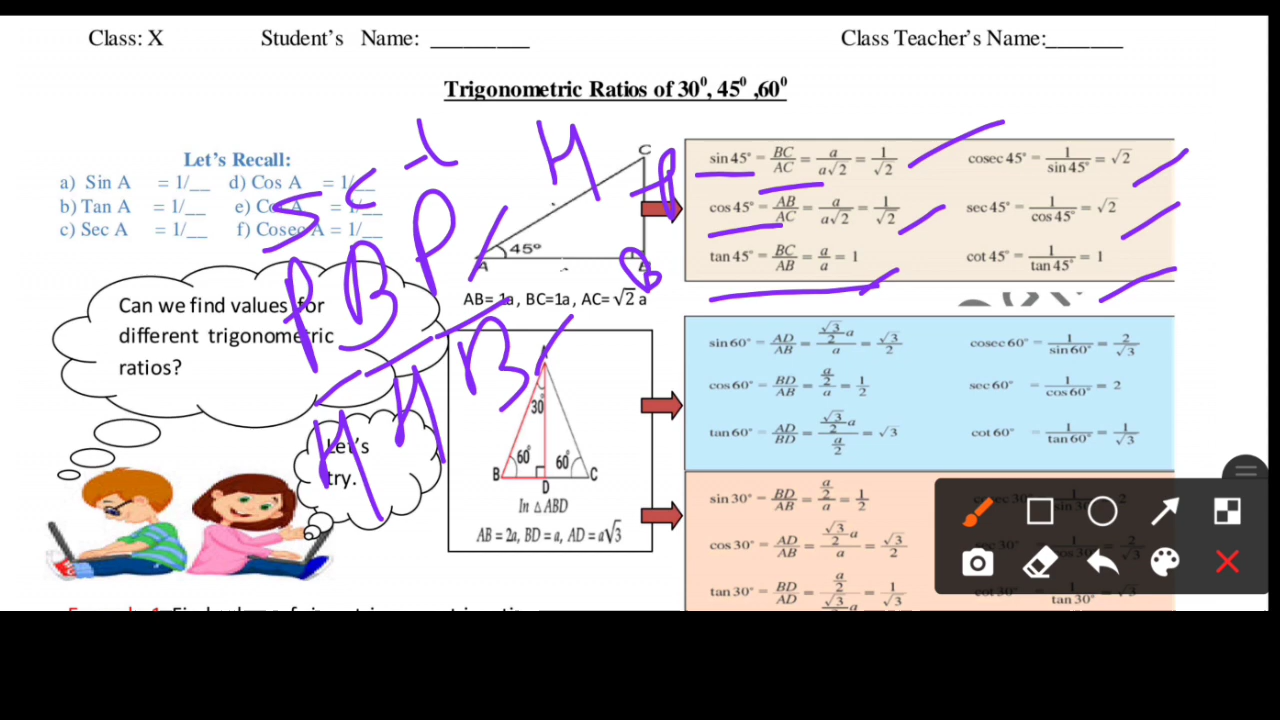 Class: X Student’s Name: _________ Class Teacher’s Name:_______
Trigonometric Ratios of 30⁰, 45⁰ ,60⁰
Let’s Recall:
a) Sin A = 1/__ d) Cos A = 1/__
b) Tan A = 1/__ e) = 1/__
c) Sec A = 1/__ f) Cosec A = 1/__
Can we find values for
different trigonometric
ratios?
Let’s
try.
S C T
P B P
H H B
H
P
B
C
45°
A
AB= 1a, BC=1a, AC= √2 a
A
30°
60° 60°
B D C
In △ABD
AB = 2a, BD = a, AD = a√3
sin 45° = BC/AC = a/a√2 = 1/√2 cosec 45° = 1/sin 45° = √2
cos 45° = AB/AC = a/a√2 = 1/√2 sec 45° = 1/cos 45° = √2
tan 45° = BC/AB = a/a = 1 cot 45° = 1/tan 45° = 1
sin 60° = AD/AB = √3/2 a/a = √3/2 cosec 60° = 1/sin 60° = 2/√3
cos 60° = BD/AB = a/2/a = 1/2 sec 60° = 1/cos 60° = 2
tan 60° = AD/BD = √3/2 a/a/2 = √3 cot 60° = 1/tan 60° = 1/√3
sin 30° = BD/AB = a/2/a = 1/2
cos 30° = AD/AB = √3/2 a/a = √3/2
tan 30° = BD/AD = a/2/√3/2 a = 1/√3 tan 30°